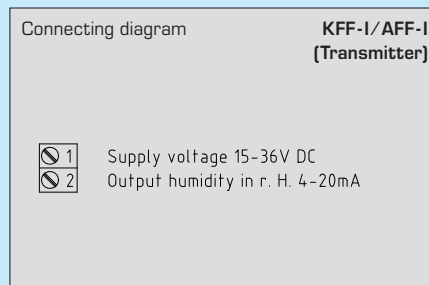 Connecting diagram KFF-I/AFF-I
(Transmitter)
1 Supply voltage 15-36V DC
2 Output humidity in r. H. 4-20mA